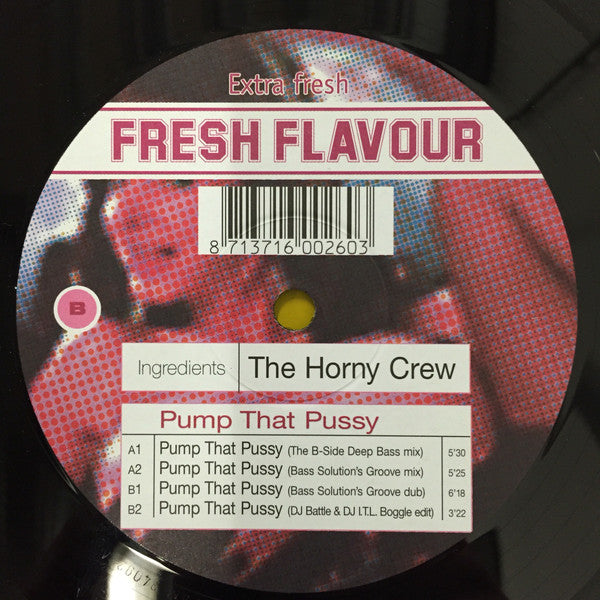 Extra fresh
FRESH FLAVOUR
8 713716 002603
B
Ingredients The Horny Crew
Pump That Pussy
A1 Pump That Pussy (The B-Side Deep Bass mix) 5'30
A2 Pump That Pussy (Bass Solution's Groove mix) 5'25
B1 Pump That Pussy (Bass Solution's Groove dub) 6'18
B2 Pump That Pussy (DJ Battle & DJ I.T.L. Boggle edit) 3'22